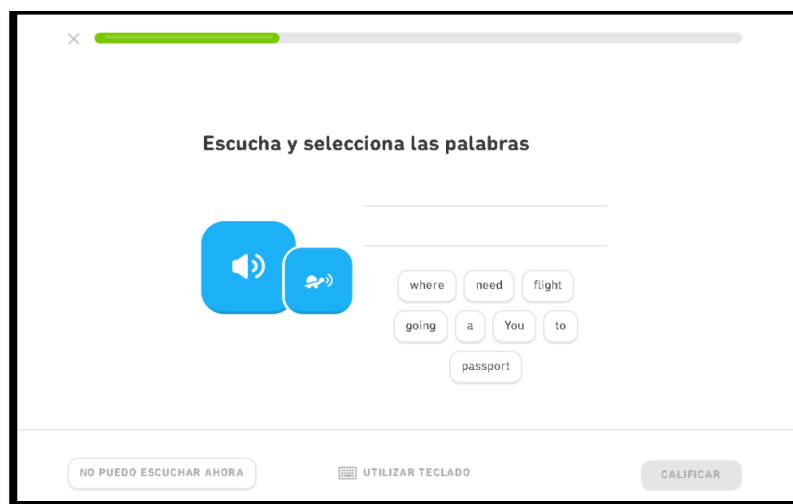 Escucha y selecciona las palabras
where need flight
going a You to
passport
NO PUEDO ESCUCHAR AHORA UTILIZAR TECLADO CALIFICAR